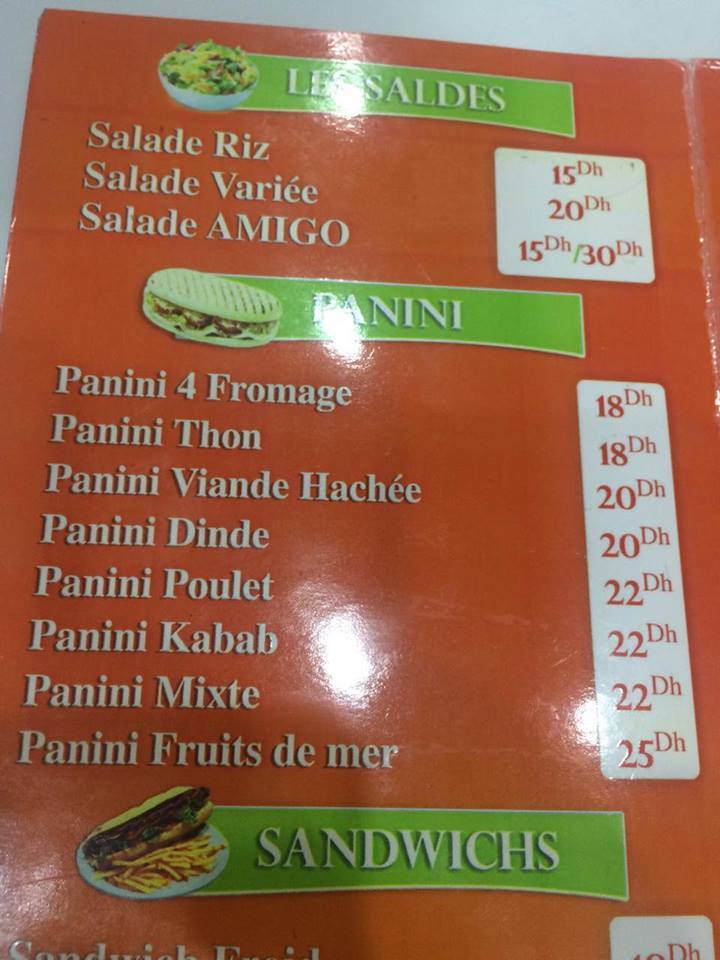 LES SALDES
Salade Riz 15Dh
Salade Variée 20Dh
Salade AMIGO 15Dh/30Dh
PANINI
Panini 4 Fromage 18Dh
Panini Thon 18Dh
Panini Viande Hachée 20Dh
Panini Dinde 20Dh
Panini Poulet 22Dh
Panini Kabab 22Dh
Panini Mixte 22Dh
Panini Fruits de mer 25Dh
SANDWICHS
Sandwich Froid